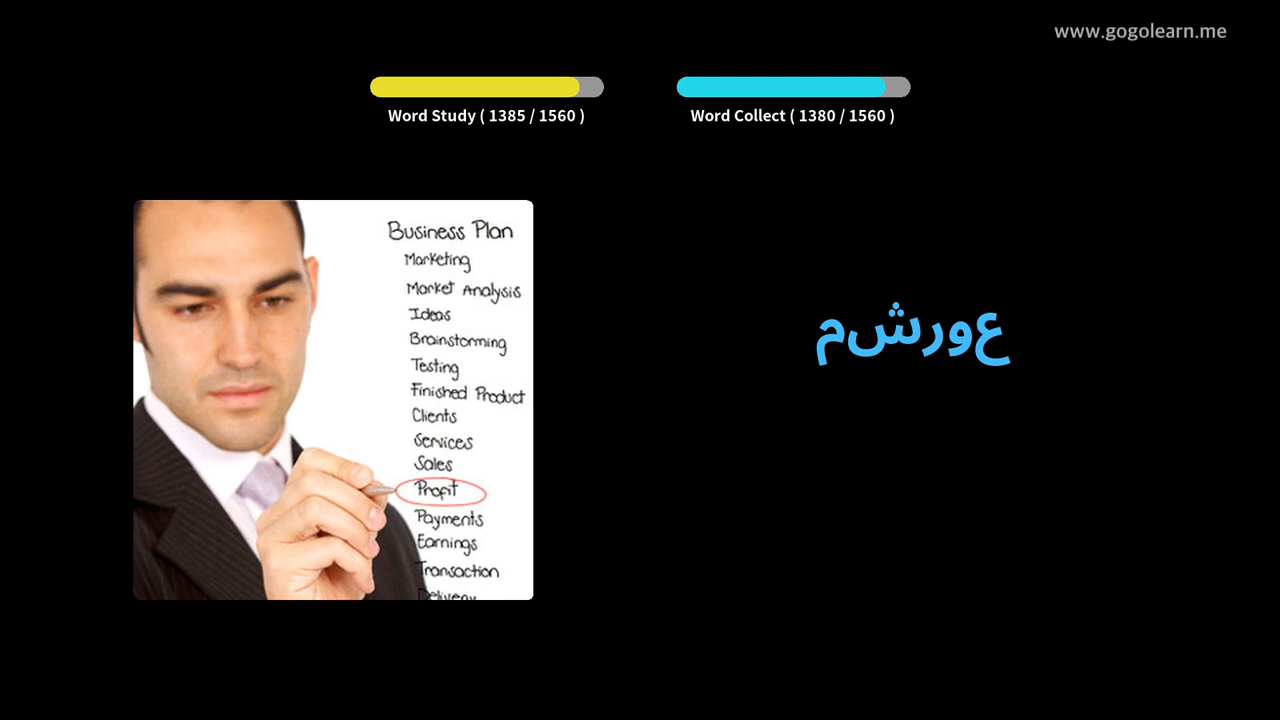 www.gogolearn.me
Word Study ( 1385 / 1560 )
Word Collect ( 1380 / 1560 )
Business Plan
Marketing
Market Analysis
Ideas
Brainstorming
Testing
Finished Product
Clients
Services
Sales
Profit
Payments
Earnings
Transaction
Delivery
مشروع